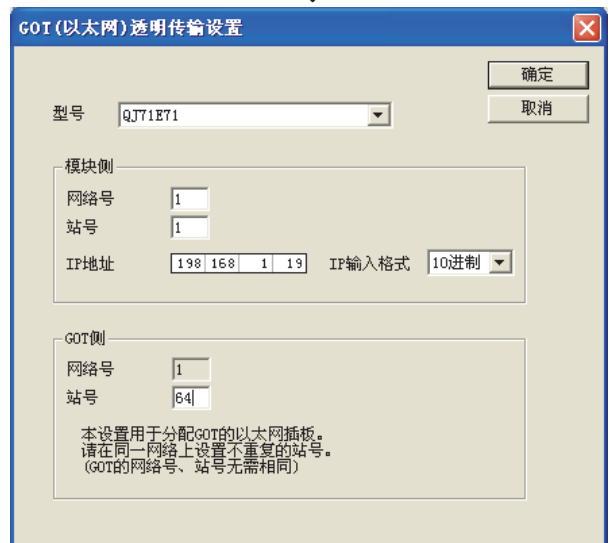 GOT(以太网)透明传输设置
确定
型号 QJ71E71
取消
模块侧
网络号 1
站号 1
IP地址 198 168 1 19 IP输入格式 10进制
GOT侧
网络号 1
站号 64
本设置用于分配GOT的以太网插板。
请在同一网络上设置不重复的站号。
(GOT的网络号、站号无需相同)